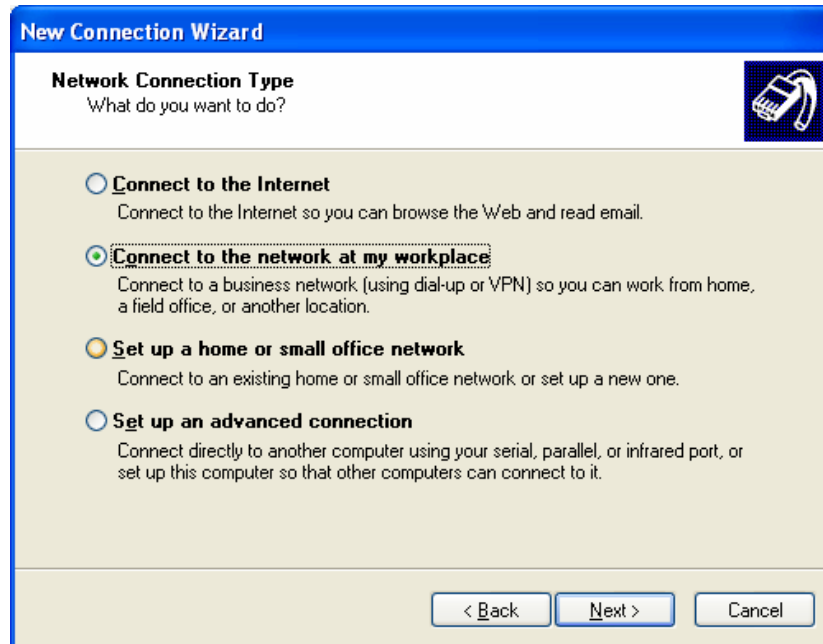 New Connection Wizard
Network Connection Type
What do you want to do?
Connect to the Internet
Connect to the Internet so you can browse the Web and read email.
Connect to the network at my workplace
Connect to a business network (using dial-up or VPN) so you can work from home,
a field office, or another location.
Set up a home or small office network
Connect to an existing home or small office network or set up a new one.
Set up an advanced connection
Connect directly to another computer using your serial, parallel, or infrared port, or
set up this computer so that other computers can connect to it.
< Back Next > Cancel